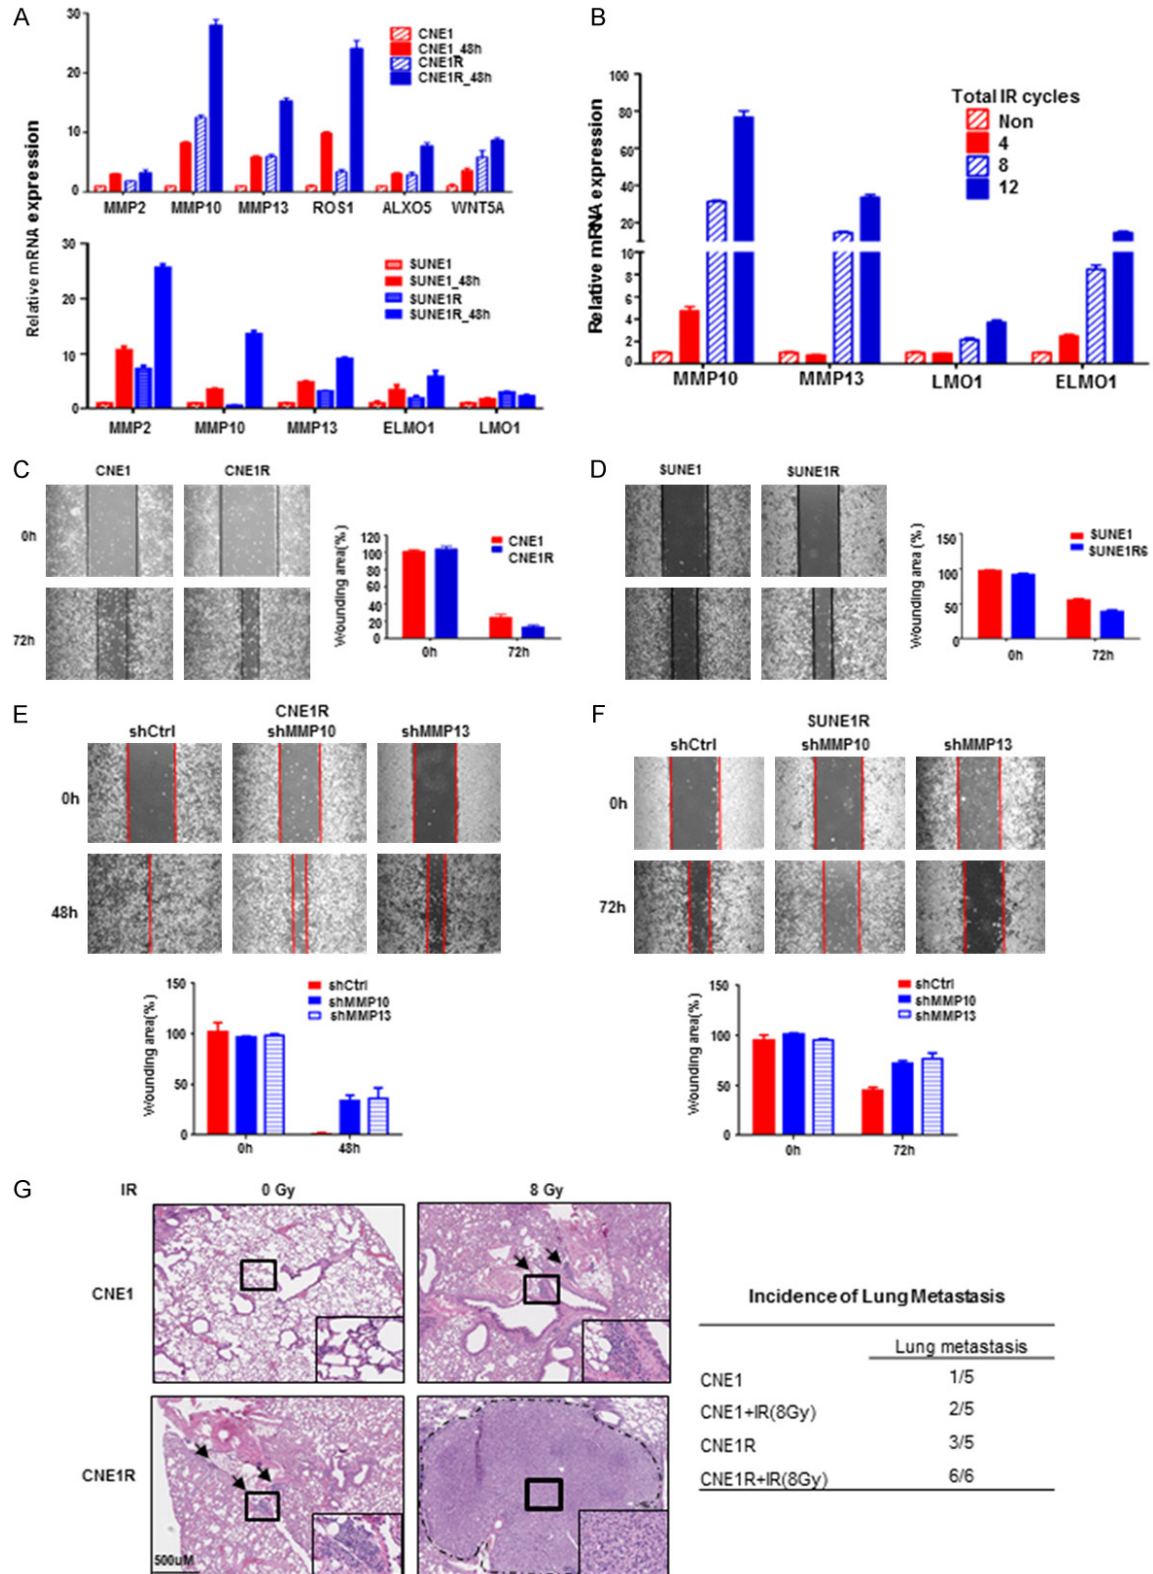 A
30
20
10
0
CNE1
CNE1_48h
CNE1R
CNE1R_48h
MMP2 MMP10 MMP13 ROS1 ALXO5 WNT5A
Relative mRNA expression
30
20
10
0
SUNE1
SUNE1_48h
SUNE1R
SUNE1R_48h
MMP2 MMP10 MMP13 ELMO1 LMO1
B
Relative mRNA expression
100
80
60
40
20
10
8
6
4
2
0
Total IR cycles
Non
4
8
12
MMP10 MMP13 LMO1 ELMO1
C
CNE1 CNE1R
0h
72h
Wounding area(%)
120
100
80
60
40
20
0
CNE1
CNE1R
0h 72h
D
SUNE1 SUNE1R
Wounding area(%)
150
100
50
0
SUNE1
SUNE1R6
0h 72h
E
CNE1R
shCtrl shMMP10 shMMP13
0h
48h
Wounding area(%)
150
100
50
0
shCtrl
shMMP10
shMMP13
0h 48h
F
SUNE1R
shCtrl shMMP10 shMMP13
0h
72h
Wounding area(%)
150
100
50
0
shCtrl
shMMP10
shMMP13
0h 72h
G
IR 0 Gy 8 Gy
CNE1
CNE1R
500uM
Incidence of Lung Metastasis
Lung metastasis
CNE1 1/5
CNE1+IR(8Gy) 2/5
CNE1R 3/5
CNE1R+IR(8Gy) 6/6